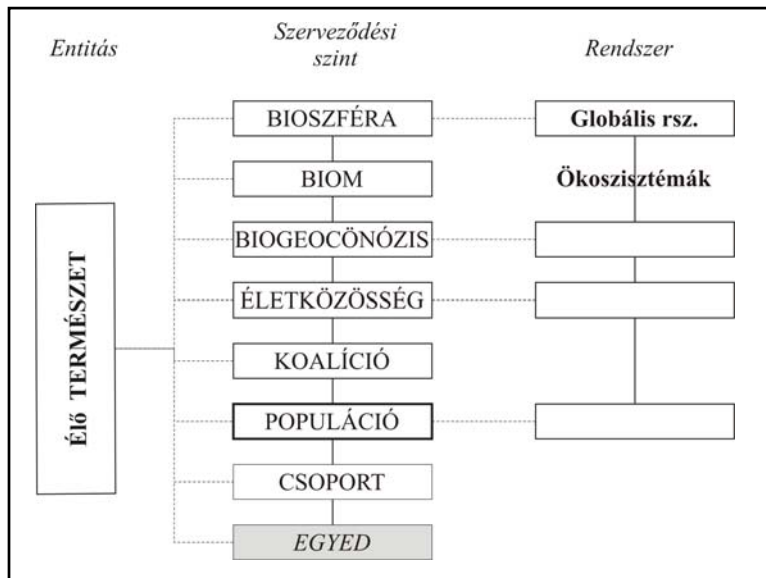 Entitás
Szerveződési
szint
Rendszer
BIOSZFÉRA
Globális rsz.
BIOM
Ökoszisztémák
BIOGEOCÖNÓZIS
ÉLETKÖZÖSSÉG
Élő TERMÉSZET
KOALÍCIÓ
POPULÁCIÓ
CSOPORT
EGYED